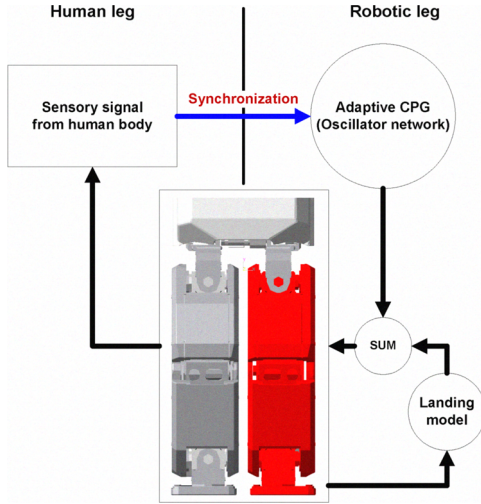 Human leg
Robotic leg
Sensory signal
from human body
Synchronization
Adaptive CPG
(Oscillator network)
SUM
Landing
model